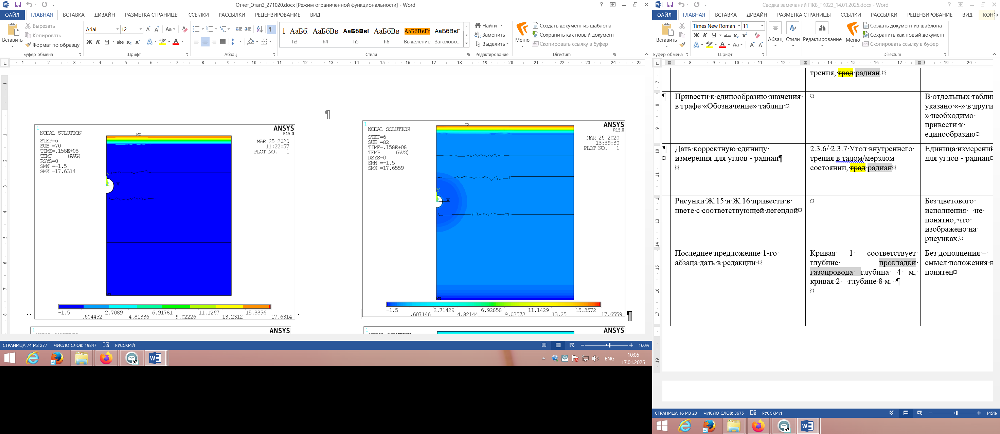 Отчет_Этап3_271020.docx [Режим ограниченной функциональности] - Word
ФАЙЛ ГЛАВНАЯ ВСТАВКА ДИЗАЙН РАЗМЕТКА СТРАНИЦЫ ССЫЛКИ РАССЫЛКИ РЕЦЕНЗИРОВАНИЕ ВИД
Вставить
Вырезать
Копировать
Формат по образцу
Буфер обмена
Arial 12
Шрифт
Абзац
1 АаБб АаБбВв АаБбВвІ АаБбВв АаБбВвГг АаБбВвГ
h3 h4 h5 h6 Выделение Заголово...
Стили
Найти
Заменить
Выделить
Редактирование
Меню
Создать документ из шаблона
Сохранить как новый документ
Скопировать ссылку в буфер
Directum
1 2 3 4 5 6 7 8 9 10 11 12 13 14 15 16 17 18 19 20 21 22 23 24 25
1
NODAL SOLUTION
STEP=6
SUB =70
TIME=.158E+08
TEMP (AVG)
RSYS=0
SMN =-1.5
SMX =17.6314
ANSYS
R15.0
MAR 25 2020
11:22:57
PLOT NO. 1
MX
Y
Z X
MN
-1.5 2.7089 6.91781 11.1267 15.3356
.604452 4.81336 9.02226 13.2312 17.6314
1
NODAL SOLUTION
STEP=6
SUB =82
TIME=.158E+08
TEMP (AVG)
RSYS=0
SMN =-1.5
SMX =17.6559
ANSYS
R15.0
MAR 26 2020
13:39:30
PLOT NO. 1
MX
Y
Z X
MN
-1.5 2.71429 6.92858 11.1429 15.3572
.607146 4.82144 9.03573 13.25 17.6559
1
ANSYS
1
ANSYS
СТРАНИЦА 74 ИЗ 277 ЧИСЛО СЛОВ: 19847 РУССКИЙ 160%
ENG
10:05
17.01.2025
Сводка замечаний ПК8_ТК023_14.01.2025.docx - Word
ФАЙЛ ГЛАВНАЯ ВСТАВКА ДИЗАЙН РАЗМЕТКА СТРАНИЦЫ ССЫЛКИ РАССЫЛКИ РЕЦЕНЗИРОВАНИЕ ВИД
Вставить
Буфер обмена
Times New Roman 11
Шрифт
Абзац Стили Редактирование
Меню
Создать документ из шаблона
Сохранить как новый документ
Скопировать ссылку в буфер
Directum
8 9 10 11 12 14 15 16 17 19 20
трения, град радиан.
Привести к единообразию значения
в графе «Обозначение» таблиц
указано «-» в
» необходимо
привести к
единообразию
Дать корректную единицу
измерения для углов - радиан
2.3.6/ 2.3.7 Угол внутреннего
трения в талом/мерзлом
состоянии, град радиан
Единица измерений
для углов - радиан
Рисунки Ж.15 и Ж.16 привести в
цвете с соответствующей легендой
Без цветового
исполнения – не
понятно, что
изображено на
рисунках.
Последнее предложение 1-го
абзаца дать в редакции
Кривая 1 соответствует
глубине прокладки
газопровода глубина 4 м,
кривая 2 – глубине 8 м.
Без дополнения –
смысл положения
понятен
СТРАНИЦА 16 ИЗ 20 ЧИСЛО СЛОВ: 3675 РУССКИЙ 145%